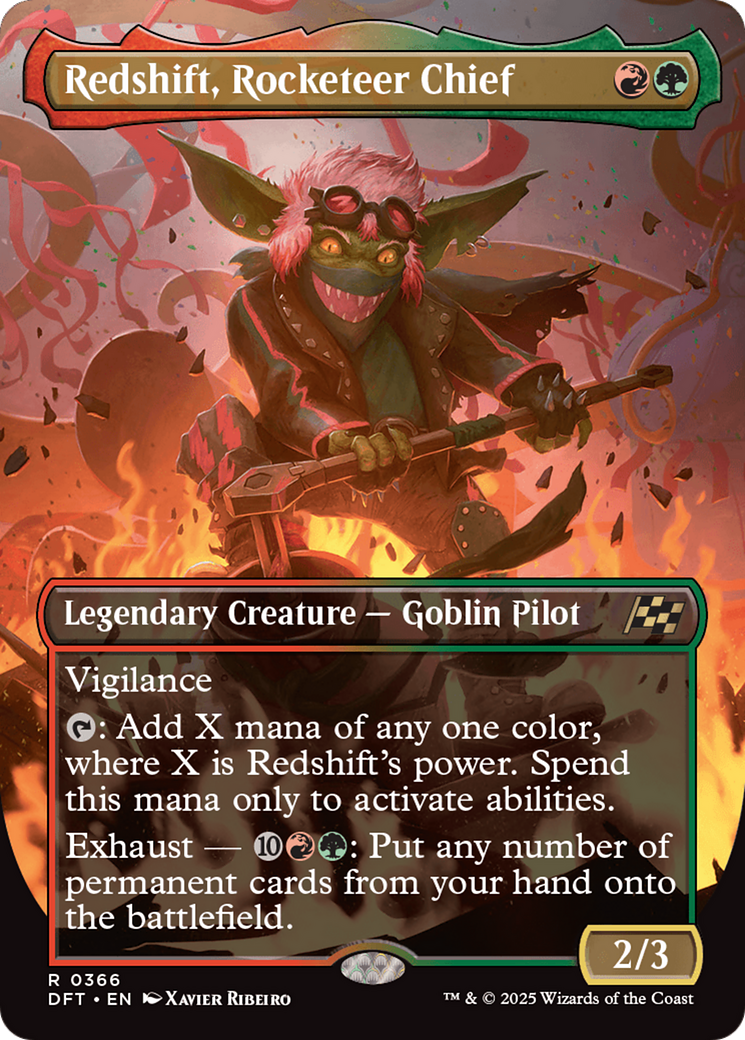 Redshift, Rocketeer Chief
Legendary Creature — Goblin Pilot
Vigilance
: Add X mana of any one color,
where X is Redshift's power. Spend
this mana only to activate abilities.
Exhaust — 10: Put any number of
permanent cards from your hand onto
the battlefield.
2/3
R 0366
DFT • EN Xavier Ribeiro
™ & © 2025 Wizards of the Coast